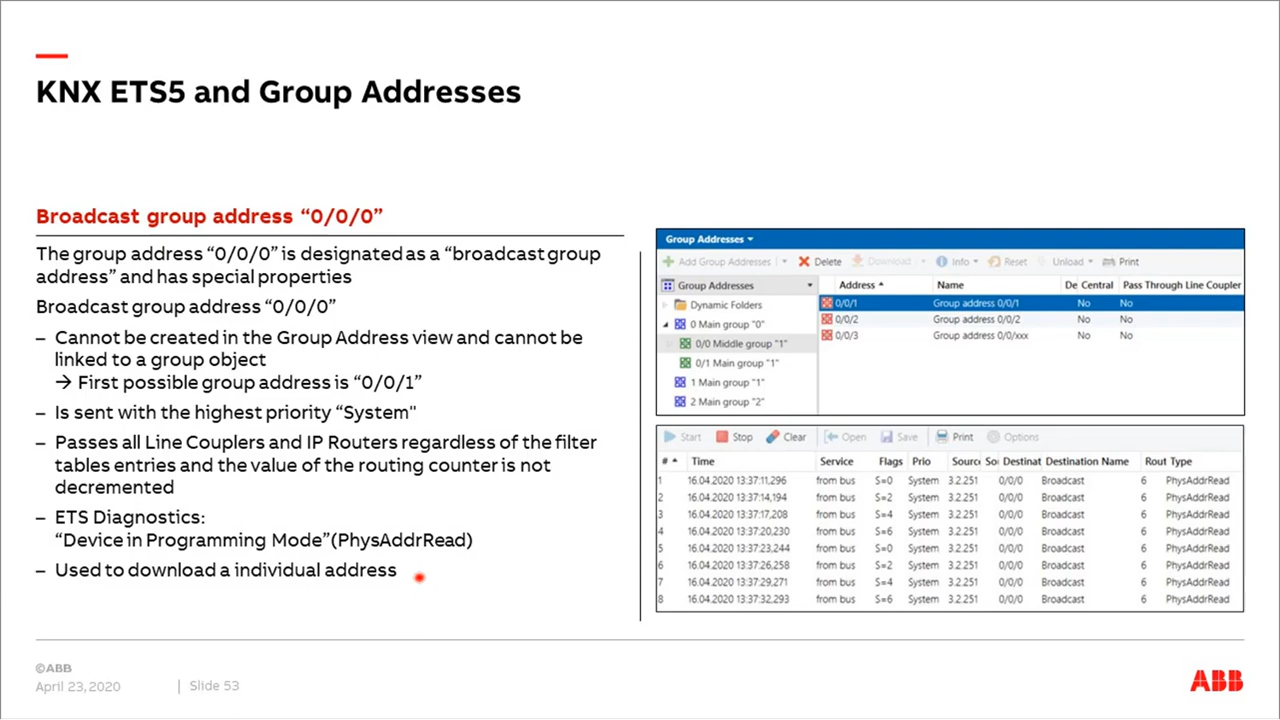 KNX ETS5 and Group Addresses
Broadcast group address “0/0/0”
The group address “0/0/0” is designated as a “broadcast group
address” and has special properties
Broadcast group address “0/0/0”
– Cannot be created in the Group Address view and cannot be
linked to a group object
→ First possible group address is “0/0/1”
– Is sent with the highest priority “System"
– Passes all Line Couplers and IP Routers regardless of the filter
tables entries and the value of the routing counter is not
decremented
– ETS Diagnostics:
“Device in Programming Mode”(PhysAddrRead)
– Used to download a individual address
Group Addresses
Add Group Addresses Delete Download Info Reset Unload Print
Group Addresses Address Name De Central Pass Through Line Coupler
Dynamic Folders 0/0/1 Group address 0/0/1 No No
0 Main group "0" 0/0/2 Group address 0/0/2 No No
0/0 Middle group "1" 0/0/3 Group address 0/0/xxx No No
0/1 Main group "1"
1 Main group "1"
2 Main group "2"
Start Stop Clear Open Save Print Options
# Time Service Flags Prio Source So Destinat Destination Name Rout Type
1 16.04.2020 13:37:11,296 from bus S=0 System 3.2.251 0/0/0 Broadcast 6 PhysAddrRead
2 16.04.2020 13:37:14,194 from bus S=2 System 3.2.251 0/0/0 Broadcast 6 PhysAddrRead
3 16.04.2020 13:37:17,208 from bus S=4 System 3.2.251 0/0/0 Broadcast 6 PhysAddrRead
4 16.04.2020 13:37:20,230 from bus S=6 System 3.2.251 0/0/0 Broadcast 6 PhysAddrRead
5 16.04.2020 13:37:23,244 from bus S=0 System 3.2.251 0/0/0 Broadcast 6 PhysAddrRead
6 16.04.2020 13:37:26,258 from bus S=2 System 3.2.251 0/0/0 Broadcast 6 PhysAddrRead
7 16.04.2020 13:37:29,271 from bus S=4 System 3.2.251 0/0/0 Broadcast 6 PhysAddrRead
8 16.04.2020 13:37:32,293 from bus S=6 System 3.2.251 0/0/0 Broadcast 6 PhysAddrRead
©ABB
April 23, 2020 | Slide 53
ABB